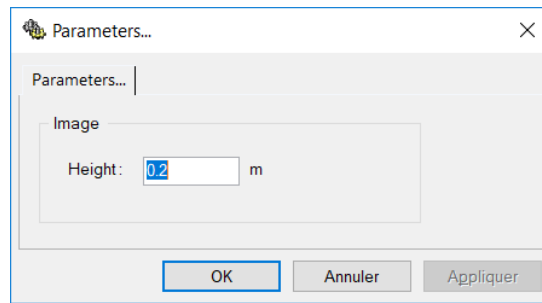 Parameters...
Parameters...
Image
Height: 0.2 m
OK Annuler Appliquer